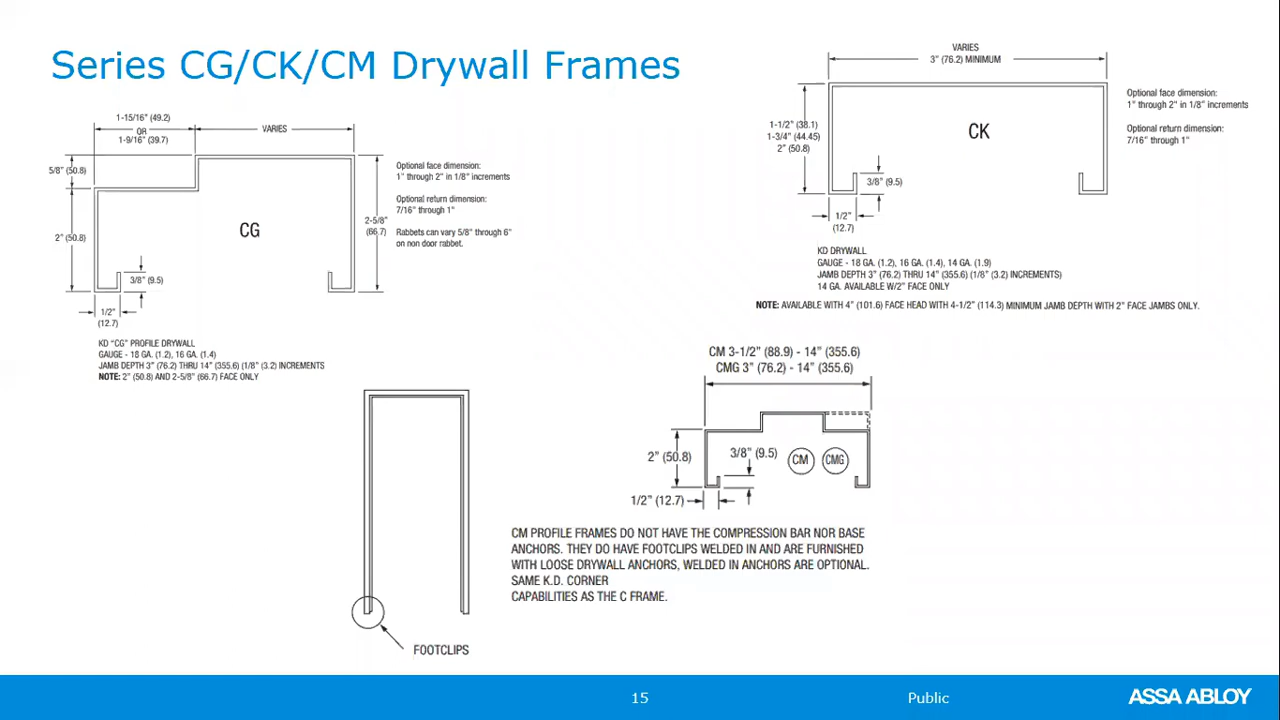 Series CG/CK/CM Drywall Frames
1-15/16" (49.2)
OR
1-9/16" (39.7)
VARIES
5/8" (50.8)
2" (50.8)
CG
2-5/8"
(66.7)
3/8" (9.5)
1/2"
(12.7)
Optional face dimension:
1" through 2" in 1/8" increments
Optional return dimension:
7/16" through 1"
Rabbets can vary 5/8" through 6"
on non door rabbet.
KD "CG" PROFILE DRYWALL
GAUGE - 18 GA. (1.2), 16 GA. (1.4)
JAMB DEPTH 3" (76.2) THRU 14" (355.6) (1/8" (3.2) INCREMENTS
NOTE: 2" (50.8) AND 2-5/8" (66.7) FACE ONLY
VARIES
3" (76.2) MINIMUM
1-1/2" (38.1)
1-3/4" (44.45)
2" (50.8)
CK
3/8" (9.5)
1/2"
(12.7)
Optional face dimension:
1" through 2" in 1/8" increments
Optional return dimension:
7/16" through 1"
KD DRYWALL
GAUGE - 18 GA. (1.2), 16 GA. (1.4), 14 GA. (1.9)
JAMB DEPTH 3" (76.2) THRU 14" (355.6) (1/8" (3.2) INCREMENTS)
14 GA. AVAILABLE W/2" FACE ONLY
NOTE: AVAILABLE WITH 4" (101.6) FACE HEAD WITH 4-1/2" (114.3) MINIMUM JAMB DEPTH WITH 2" FACE JAMBS ONLY.
CM 3-1/2" (88.9) - 14" (355.6)
CMG 3" (76.2) - 14" (355.6)
2" (50.8)
3/8" (9.5)
CM
CMG
1/2" (12.7)
CM PROFILE FRAMES DO NOT HAVE THE COMPRESSION BAR NOR BASE
ANCHORS. THEY DO HAVE FOOTCLIPS WELDED IN AND ARE FURNISHED
WITH LOOSE DRYWALL ANCHORS, WELDED IN ANCHORS ARE OPTIONAL.
SAME K.D. CORNER
CAPABILITIES AS THE C FRAME.
FOOTCLIPS
15
Public
ASSA ABLOY